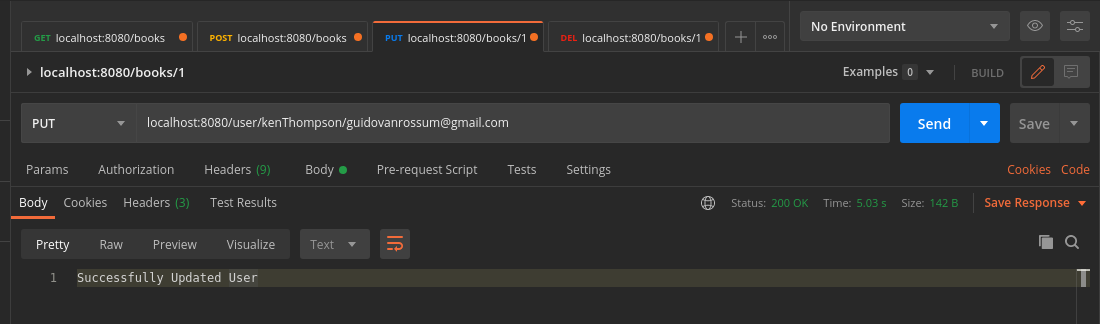 GET localhost:8080/books POST localhost:8080/books PUT localhost:8080/books/1 DEL localhost:8080/books/1 No Environment
localhost:8080/books/1 Examples 0 BUILD
PUT localhost:8080/user/kenThompson/guidovanrossum@gmail.com Send Save
Params Authorization Headers (9) Body Pre-request Script Tests Settings Cookies Code
Body Cookies Headers (3) Test Results Status: 200 OK Time: 5.03 s Size: 142 B Save Response
Pretty Raw Preview Visualize Text
1 Successfully Updated User